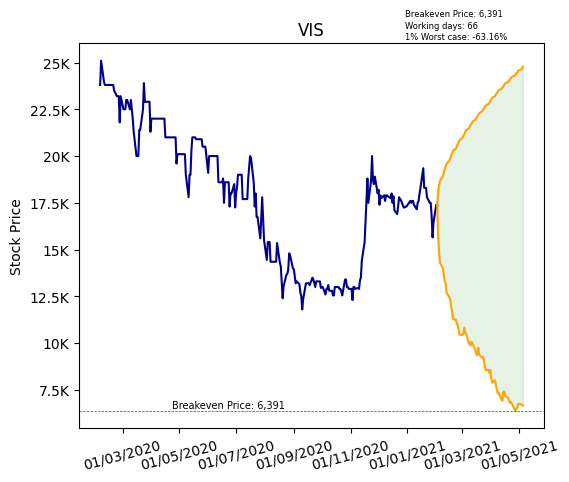 Breakeven Price: 6,391
Working days: 66
1% Worst case: -63.16%
VIS
Stock Price
25K
22.5K
20K
17.5K
15K
12.5K
10K
7.5K
Breakeven Price: 6,391
01/03/2020
01/05/2020
01/07/2020
01/09/2020
01/11/2020
01/01/2021
01/03/2021
01/05/2021